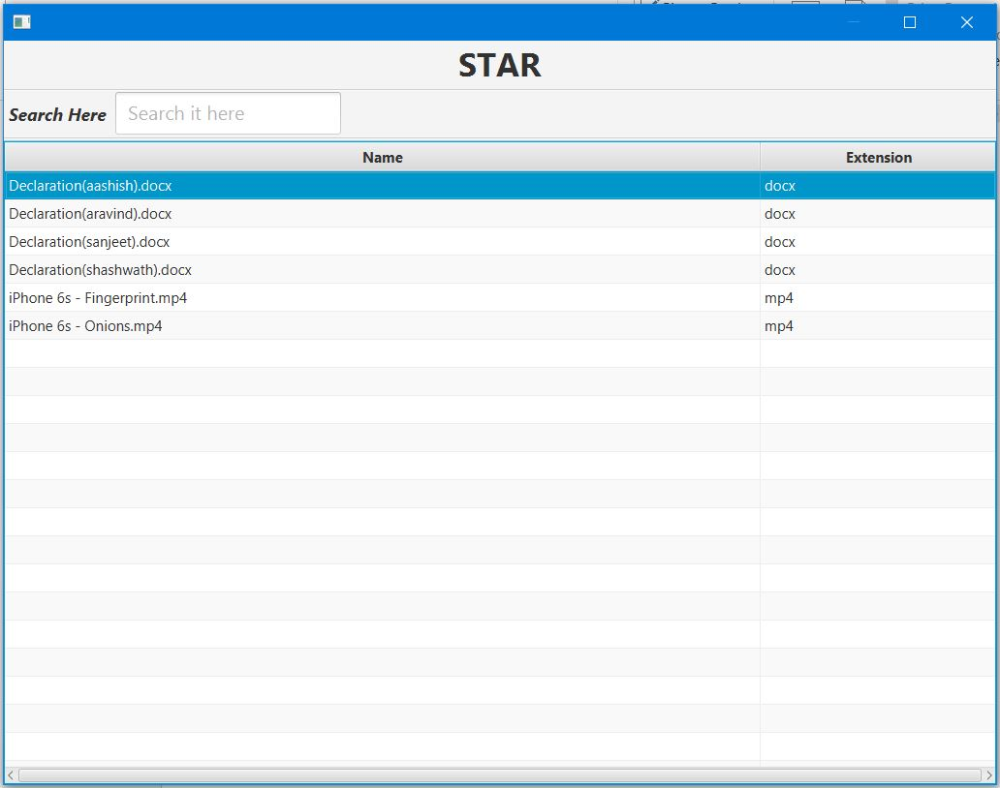 STAR
Search Here Search it here
Name Extension
Declaration(aashish).docx docx
Declaration(aravind).docx docx
Declaration(sanjeet).docx docx
Declaration(shashwath).docx docx
iPhone 6s - Fingerprint.mp4 mp4
iPhone 6s - Onions.mp4 mp4